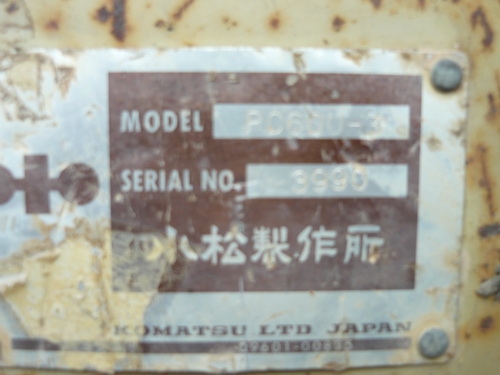 MODEL PC60U-3
SERIAL NO. 3990
小松製作所
KOMATSU LTD JAPAN